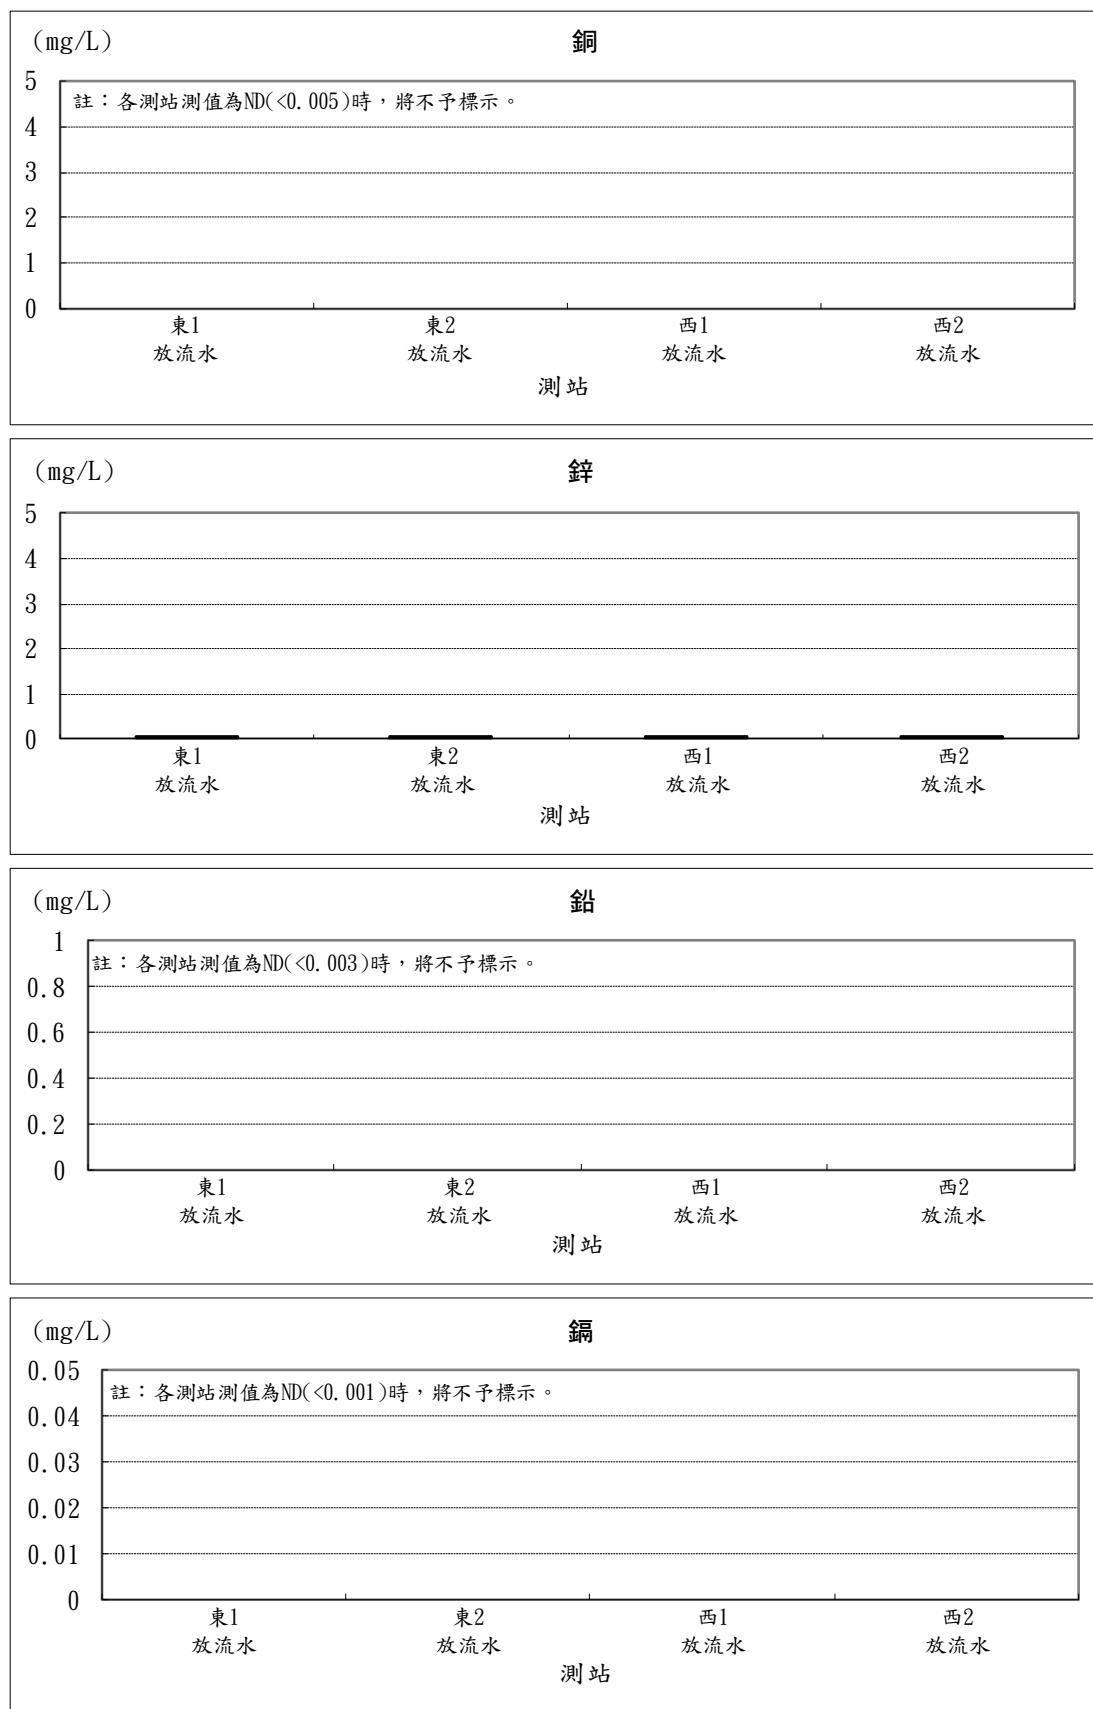 (mg/L)
銅
5
註：各測站測值為ND(<0.005)時，將不予標示。
4
3
2
1
0
東1 東2 西1 西2
放流水 放流水 放流水 放流水
測站
(mg/L)
鋅
5
4
3
2
1
0
東1 東2 西1 西2
放流水 放流水 放流水 放流水
測站
(mg/L)
鉛
1
註：各測站測值為ND(<0.003)時，將不予標示。
0.8
0.6
0.4
0.2
0
東1 東2 西1 西2
放流水 放流水 放流水 放流水
測站
(mg/L)
鎘
0.05
註：各測站測值為ND(<0.001)時，將不予標示。
0.04
0.03
0.02
0.01
0
東1 東2 西1 西2
放流水 放流水 放流水 放流水
測站